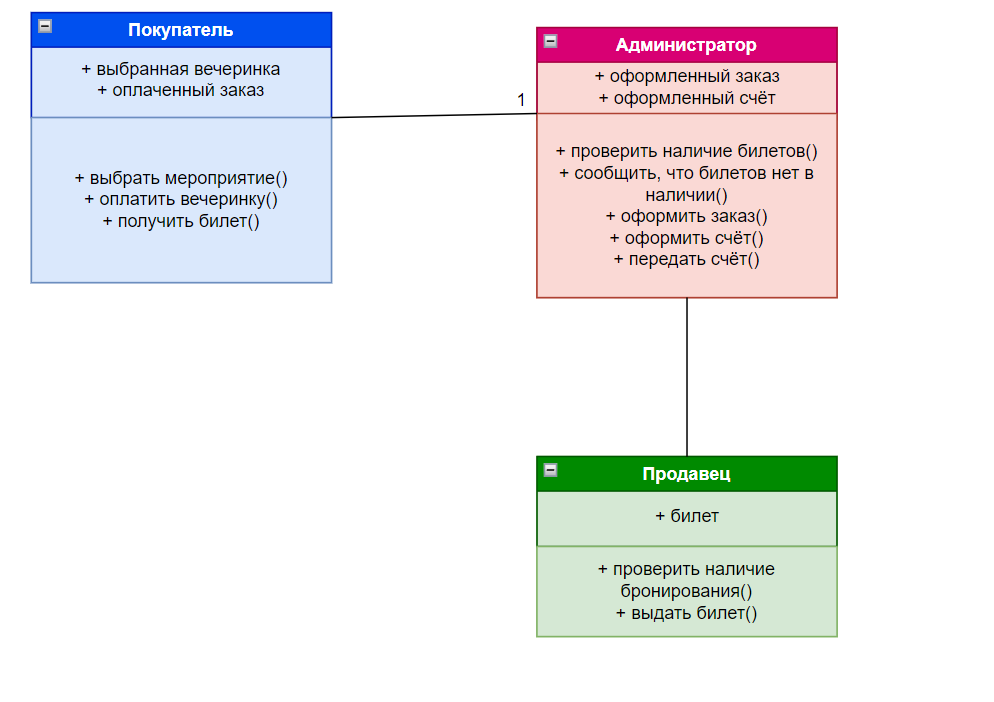 Покупатель
+ выбранная вечеринка
+ оплаченный заказ
+ выбрать мероприятие()
+ оплатить вечеринку()
+ получить билет()
1
Администратор
+ оформленный заказ
+ оформленный счёт
+ проверить наличие билетов()
+ сообщить, что билетов нет в
наличии()
+ оформить заказ()
+ оформить счёт()
+ передать счёт()
Продавец
+ билет
+ проверить наличие
бронирования()
+ выдать билет()